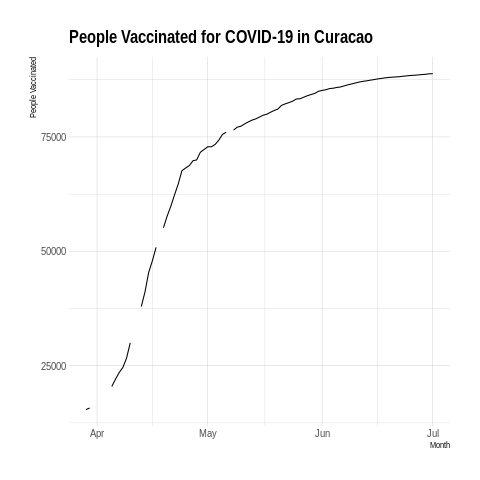 People Vaccinated for COVID-19 in Curacao
People Vaccinated
75000
50000
25000
Apr May Jun Jul
Month